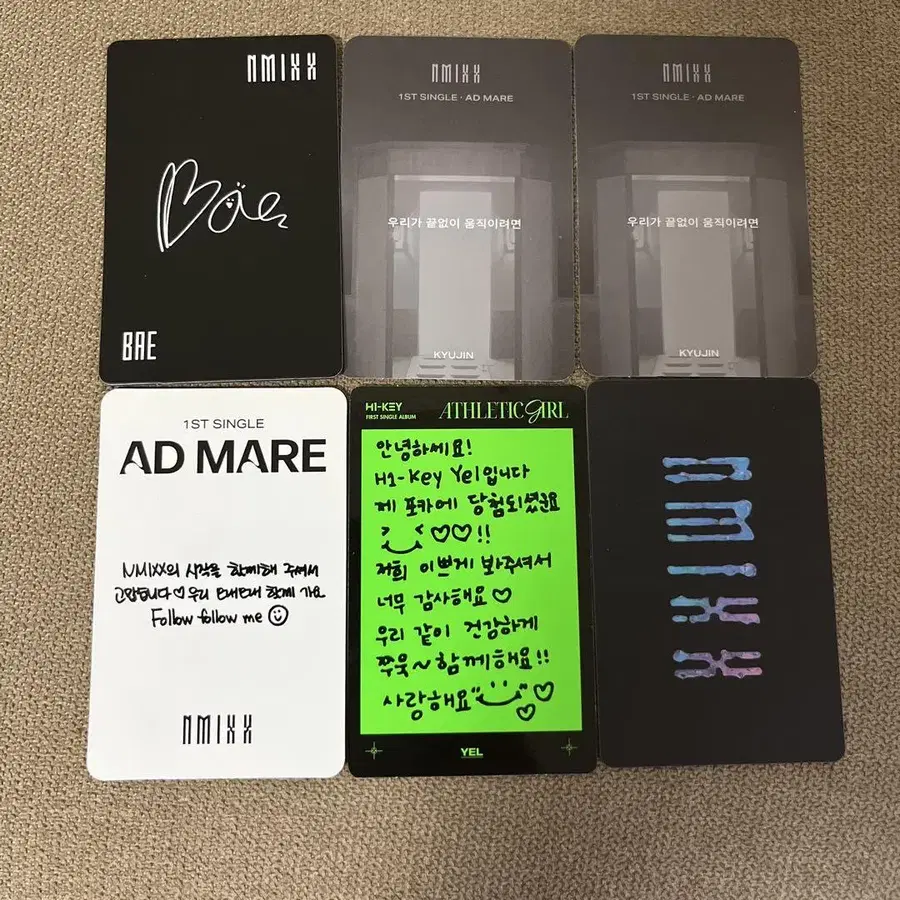 NMIXX
Bae
BAE
NMIXX
1ST SINGLE · AD MARE
우리가 끝없이 움직이려면
KYUJIN
NMIXX
1ST SINGLE · AD MARE
우리가 끝없이 움직이려면
KYUJIN
1ST SINGLE
AD MARE
NMIXX의 시작을 함께해 주셔서
고맙습니다♡우리 태태태 함께 가요
Follow follow me ☺
NMIXX
H1-KEY
FIRST SINGLE ALBUM
ATHLETIC GIRL
안녕하세요!
H1-Key Yel입니다
제 포카에 당첨되셨군요
♡♡!!
저희 이쁘게 봐주셔서
너무 감사해요♡
우리 같이 건강하게
쭈욱~함께해요!!
사랑해요
YEL
NMIXX